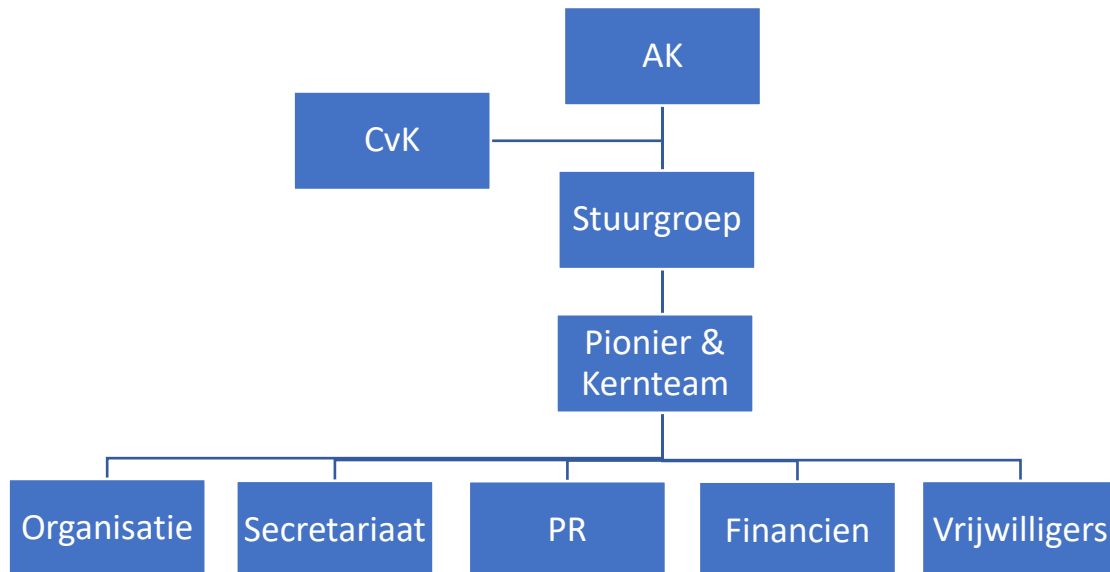 AK
CvK
Stuurgroep
Pionier &
Kernteam
Organisatie
Secretariaat
PR
Financien
Vrijwilligers